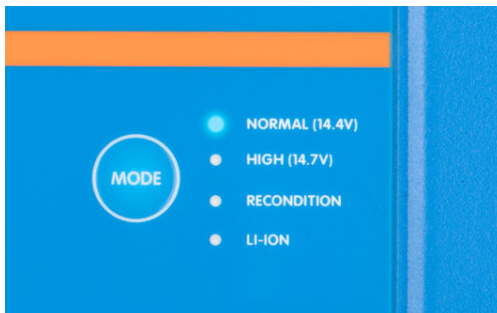 MODE
NORMAL (14.4V)
HIGH (14.7V)
RECONDITION
LI-ION